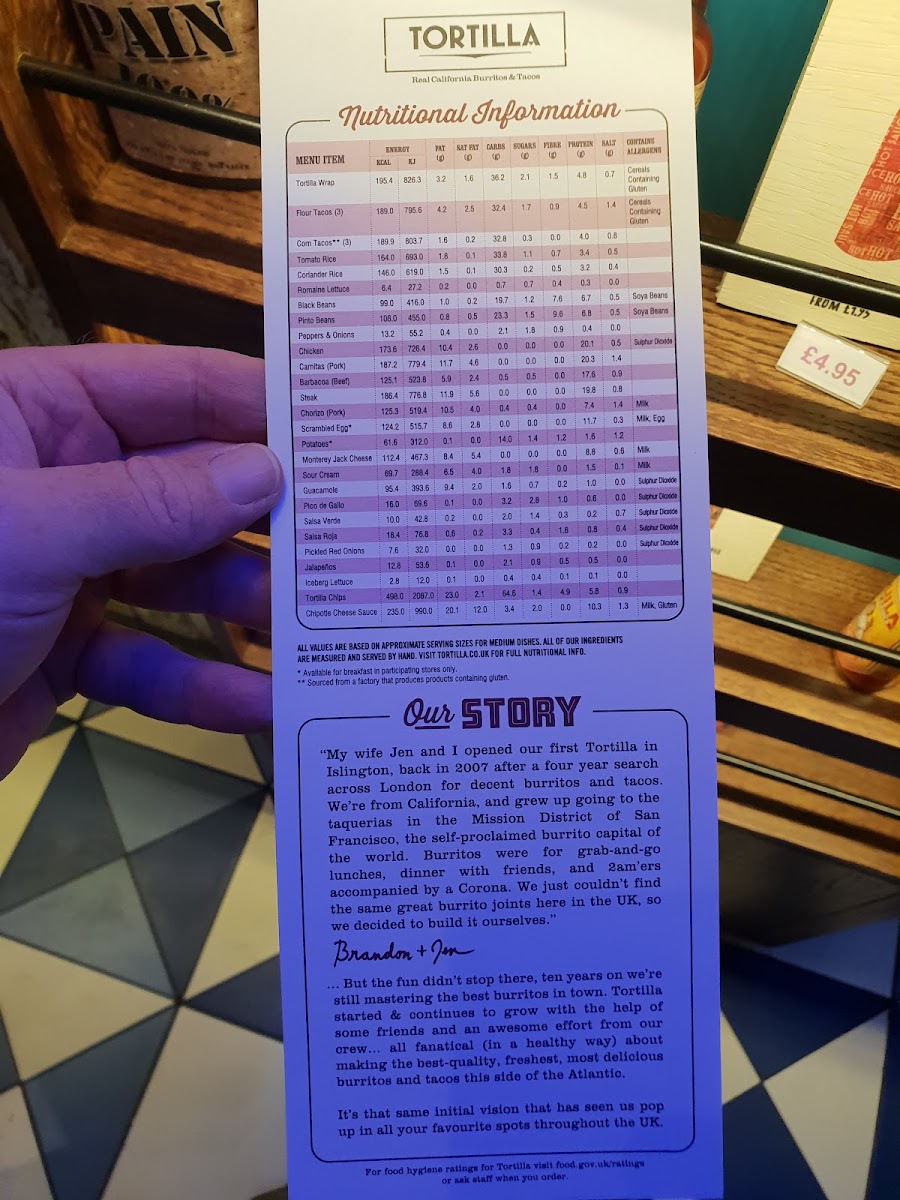 PAIN
100%
TORTILLA
Real California Burritos & Tacos
Nutritional Information
MENU ITEM ENERGY KCAL KJ FAT (g) SAT FAT (g) CARBS (g) SUGARS (g) FIBRE (g) PROTEIN (g) SALT (g) CONTAINS ALLERGENS
Tortilla Wrap 195.4 826.3 3.2 1.6 36.2 2.1 1.5 4.8 0.7 Cereals Containing Gluten
Flour Tacos (3) 189.0 795.6 4.2 2.5 32.4 1.7 0.9 4.5 1.4 Cereals Containing Gluten
Corn Tacos** (3) 189.9 803.7 1.6 0.2 32.8 0.3 0.0 4.0 0.8
Tomato Rice 164.0 693.0 1.8 0.1 33.8 1.1 0.7 3.4 0.5
Coriander Rice 146.0 619.0 1.5 0.1 30.3 0.2 0.5 3.2 0.4
Romaine Lettuce 6.4 27.2 0.2 0.0 0.7 0.7 0.4 0.3 0.0
Black Beans 99.0 416.0 1.0 0.2 19.7 1.2 7.6 6.7 0.5 Soya Beans
Pinto Beans 108.0 455.0 0.8 0.5 23.3 1.5 9.6 6.8 0.5 Soya Beans
Peppers & Onions 13.2 55.2 0.4 0.0 2.1 1.8 0.9 0.4 0.0
Chicken 173.6 726.4 10.4 2.6 0.0 0.0 0.0 20.1 0.5 Sulphur Dioxide
Carnitas (Pork) 187.2 779.4 11.7 4.6 0.0 0.0 0.0 20.3 1.4
Barbacoa (Beef) 125.1 523.8 5.9 2.4 0.5 0.5 0.0 17.6 0.9
Steak 186.4 776.8 11.9 5.6 0.0 0.0 0.0 19.8 0.8
Chorizo (Pork) 125.3 519.4 10.5 4.0 0.4 0.4 0.0 7.4 1.4 Milk
Scrambled Egg* 124.2 515.7 8.6 2.8 0.0 0.0 0.0 11.7 0.3 Milk, Egg
Potatoes* 61.6 312.0 0.1 0.0 14.0 1.4 1.2 1.6 1.2
Monterey Jack Cheese 112.4 467.3 8.4 5.4 0.0 0.0 0.0 8.8 0.6 Milk
Sour Cream 69.7 288.4 6.5 4.0 1.8 1.8 0.0 1.5 0.1 Milk
Guacamole 95.4 393.6 9.4 2.0 1.6 0.7 0.2 1.0 0.0 Sulphur Dioxide
Pico de Gallo 16.0 69.6 0.1 0.0 3.2 2.8 1.0 0.6 0.0 Sulphur Dioxide
Salsa Verde 10.0 42.8 0.2 0.0 2.0 1.4 0.3 0.2 0.7 Sulphur Dioxide
Salsa Roja 18.4 76.8 0.6 0.2 3.3 0.4 1.6 0.8 0.4 Sulphur Dioxide
Pickled Red Onions 7.6 32.0 0.0 0.0 1.3 0.9 0.2 0.2 0.0 Sulphur Dioxide
Jalapeños 12.8 53.6 0.1 0.0 2.1 0.9 0.5 0.5 0.0
Iceberg Lettuce 2.8 12.0 0.1 0.0 0.4 0.4 0.1 0.1 0.0
Tortilla Chips 498.0 2087.0 23.0 2.1 64.6 1.4 4.9 5.8 0.9
Chipotle Cheese Sauce 235.0 990.0 20.1 12.0 3.4 2.0 0.0 10.3 1.3 Milk, Gluten
ALL VALUES ARE BASED ON APPROXIMATE SERVING SIZES FOR MEDIUM DISHES. ALL OF OUR INGREDIENTS
ARE MEASURED AND SERVED BY HAND. VISIT TORTILLA.CO.UK FOR FULL NUTRITIONAL INFO.
* Available for breakfast in participating stores only.
** Sourced from a factory that produces products containing gluten.
Our STORY
“My wife Jen and I opened our first Tortilla in
Islington, back in 2007 after a four year search
across London for decent burritos and tacos.
We're from California, and grew up going to the
taquerias in the Mission District of San
Francisco, the self-proclaimed burrito capital of
the world. Burritos were for grab-and-go
lunches, dinner with friends, and 2am'ers
accompanied by a Corona. We just couldn't find
the same great burrito joints here in the UK, so
we decided to build it ourselves.”
Brandon + Jen
... But the fun didn't stop there, ten years on we're
still mastering the best burritos in town. Tortilla
started & continues to grow with the help of
some friends and an awesome effort from our
crew... all fanatical (in a healthy way) about
making the best-quality, freshest, most delicious
burritos and tacos this side of the Atlantic.
It's that same initial vision that has seen us pop
up in all your favourite spots throughout the UK.
For food hygiene ratings for Tortilla visit food.gov.uk/ratings
or ask staff when you order.
FROM £1.95
£4.95